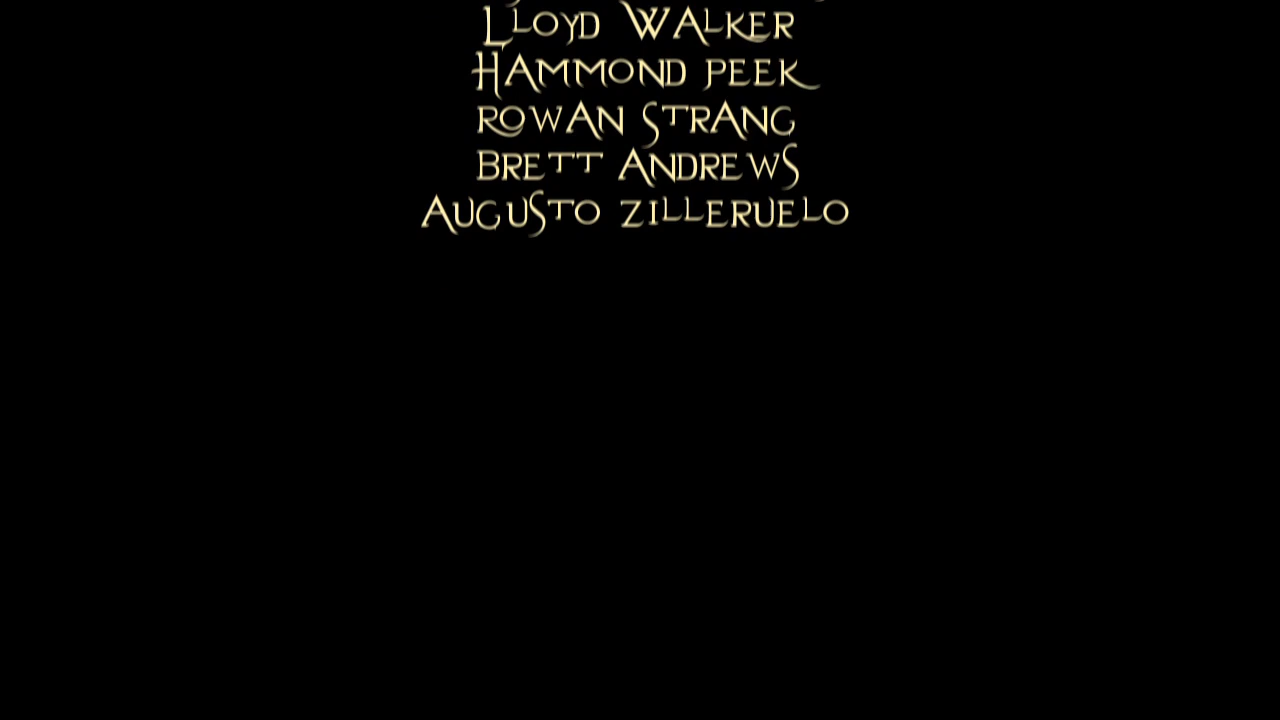 Lloyd Walker
Hammond Peek
Rowan Strang
Brett Andrews
Augusto Zilleruelo